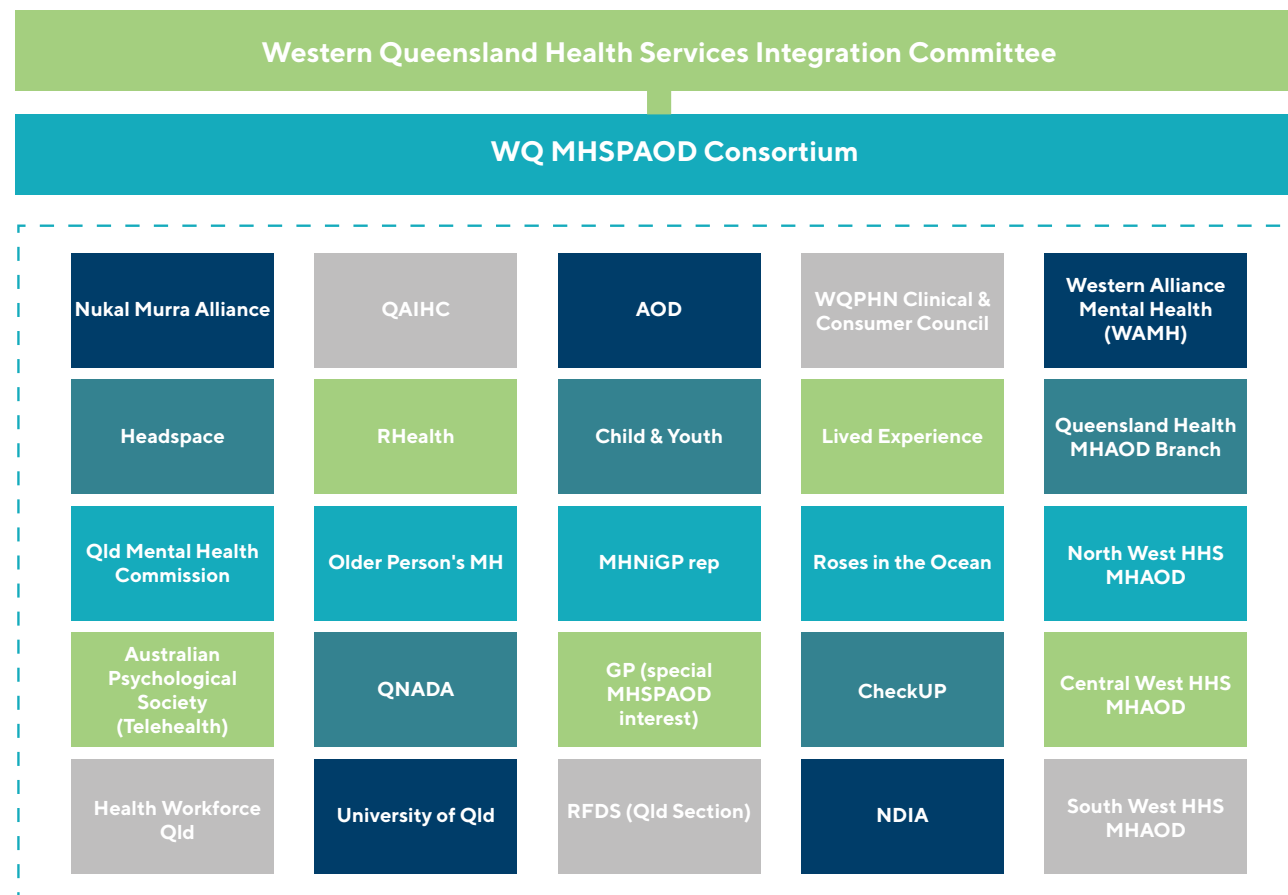 Western Queensland Health Services Integration Committee
WQ MHSPAOD Consortium
Nukal Murra Alliance
QAIHC
AOD
WQPHN Clinical &
Consumer Council
Western Alliance
Mental Health
(WAMH)
Headspace
RHealth
Child & Youth
Lived Experience
Queensland Health
MHAOD Branch
Qld Mental Health
Commission
Older Person's MH
MHNiGP rep
Roses in the Ocean
North West HHS
MHAOD
Australian
Psychological
Society
(Telehealth)
QNADA
GP (special
MHSPAOD
interest)
CheckUP
Central West HHS
MHAOD
Health Workforce
Qld
University of Qld
RFDS (Qld Section)
NDIA
South West HHS
MHAOD